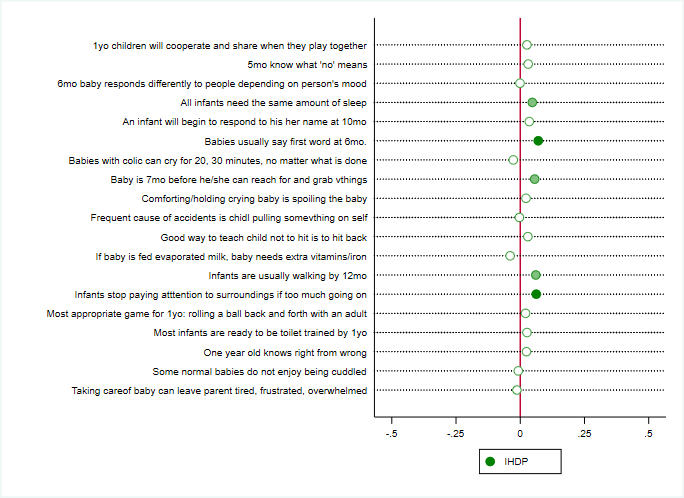 1yo children will cooperate and share when they play together
5mo know what 'no' means
6mo baby responds differently to people depending on person's mood
All infants need the same amount of sleep
An infant will begin to respond to his her name at 10mo
Babies usually say first word at 6mo.
Babies with colic can cry for 20, 30 minutes, no matter what is done
Baby is 7mo before he/she can reach for and grab vthings
Comforting/holding crying baby is spoiling the baby
Frequent cause of accidents is chidl pulling somevthing on self
Good way to teach child not to hit is to hit back
If baby is fed evaporated milk, baby needs extra vitamins/iron
Infants are usually walking by 12mo
Infants stop paying atttention to surroundings if too much going on
Most appropriate game for 1yo: rolling a ball back and forth with an adult
Most infants are ready to be toilet trained by 1yo
One year old knows right from wrong
Some normal babies do not enjoy being cuddled
Taking careof baby can leave parent tired, frustrated, overwhelmed
-.5 -.25 0 .25 .5
IHDP